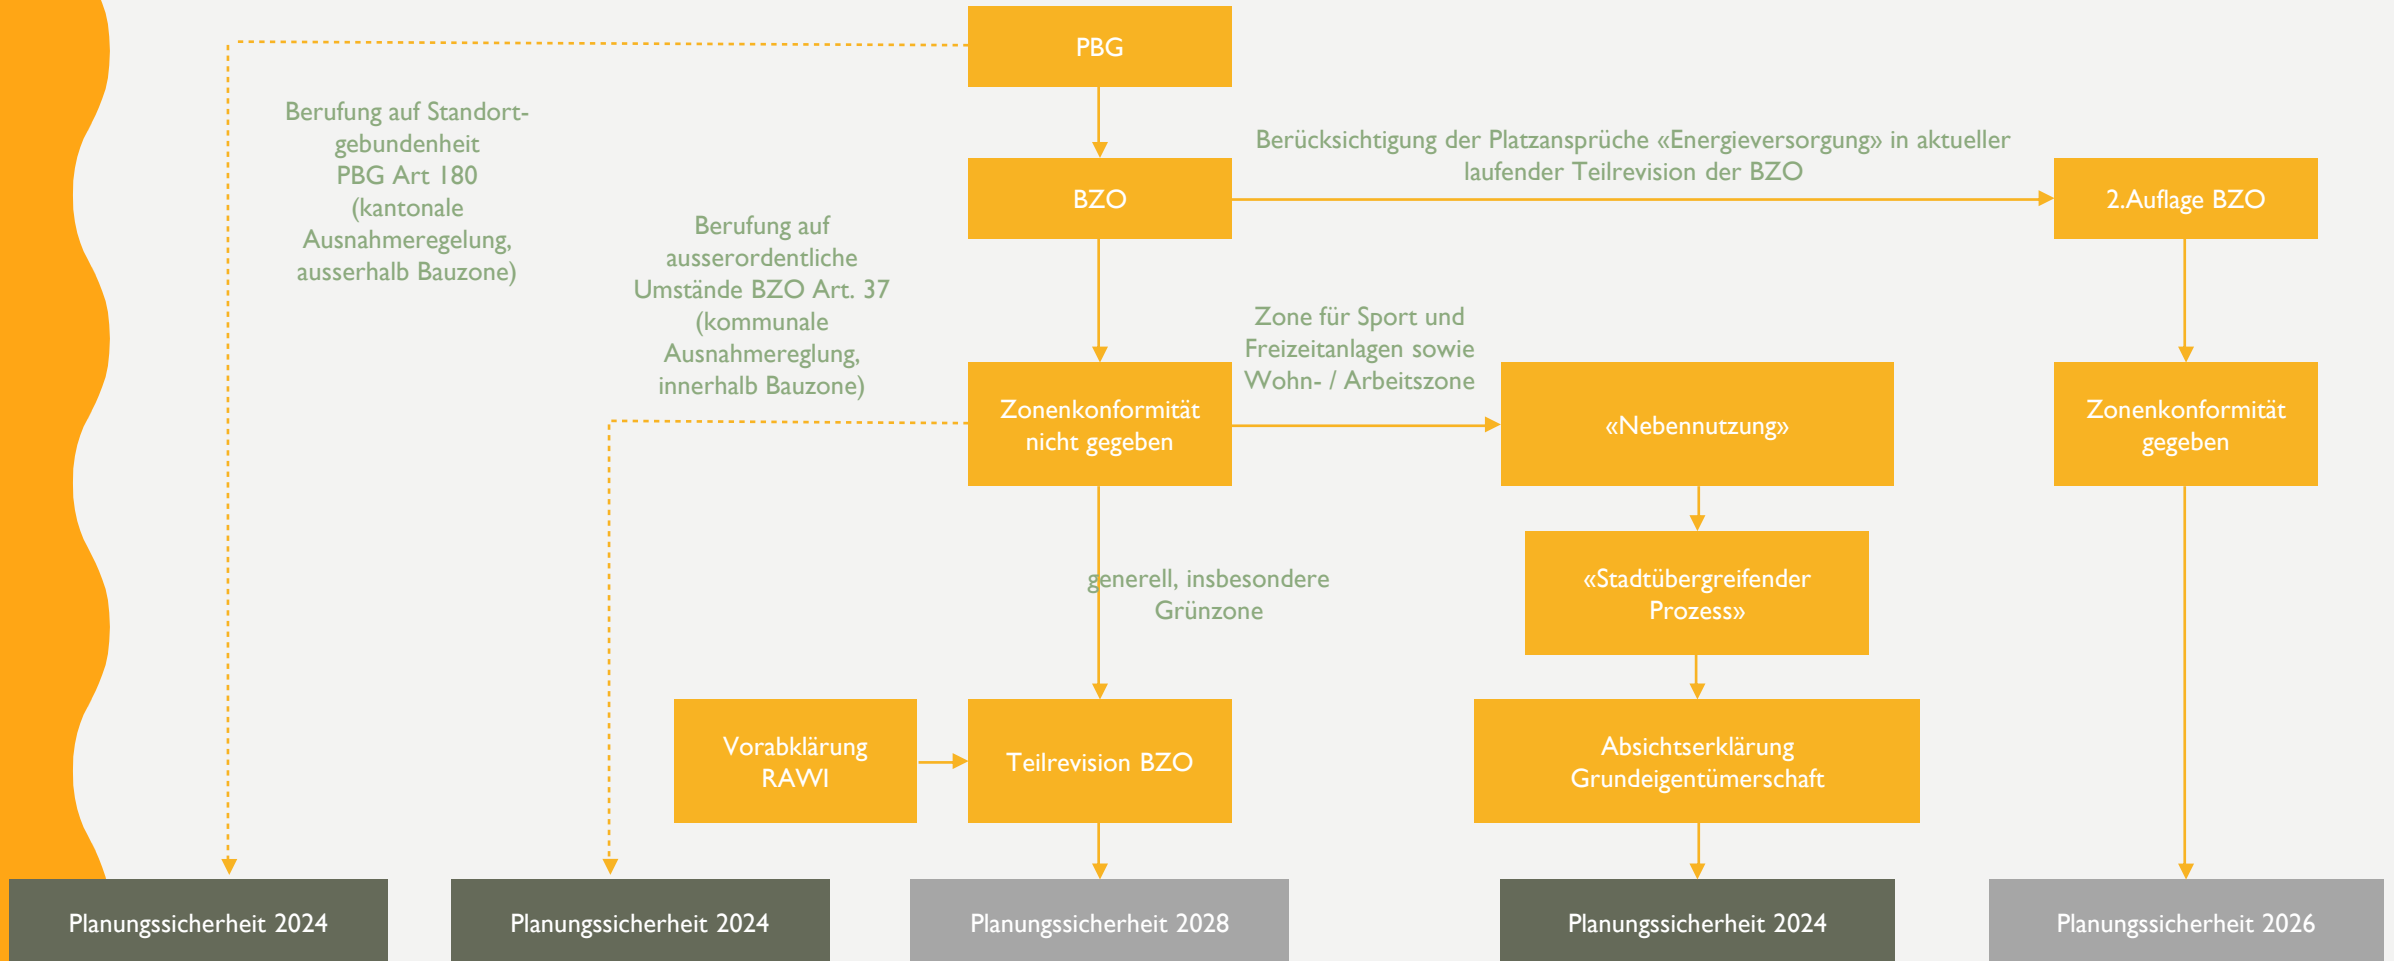 PBG
Berufung auf Standort-
gebundenheit
PBG Art 180
(kantonale
Ausnahmeregelung,
ausserhalb Bauzone)
Berücksichtigung der Platzansprüche «Energieversorgung» in aktueller
laufender Teilrevision der BZO
BZO
2.Auflage BZO
Berufung auf
ausserordentliche
Umstände BZO Art. 37
(kommunale
Ausnahmereglung,
innerhalb Bauzone)
Zone für Sport und
Freizeitanlagen sowie
Wohn- / Arbeitszone
Zonenkonformität
nicht gegeben
«Nebennutzung»
Zonenkonformität
gegeben
generell, insbesondere
Grünzone
«Stadtübergreifender
Prozess»
Vorabklärung
RAWI
Teilrevision BZO
Absichtserklärung
Grundeigentümerschaft
Planungssicherheit 2024
Planungssicherheit 2024
Planungssicherheit 2028
Planungssicherheit 2024
Planungssicherheit 2026